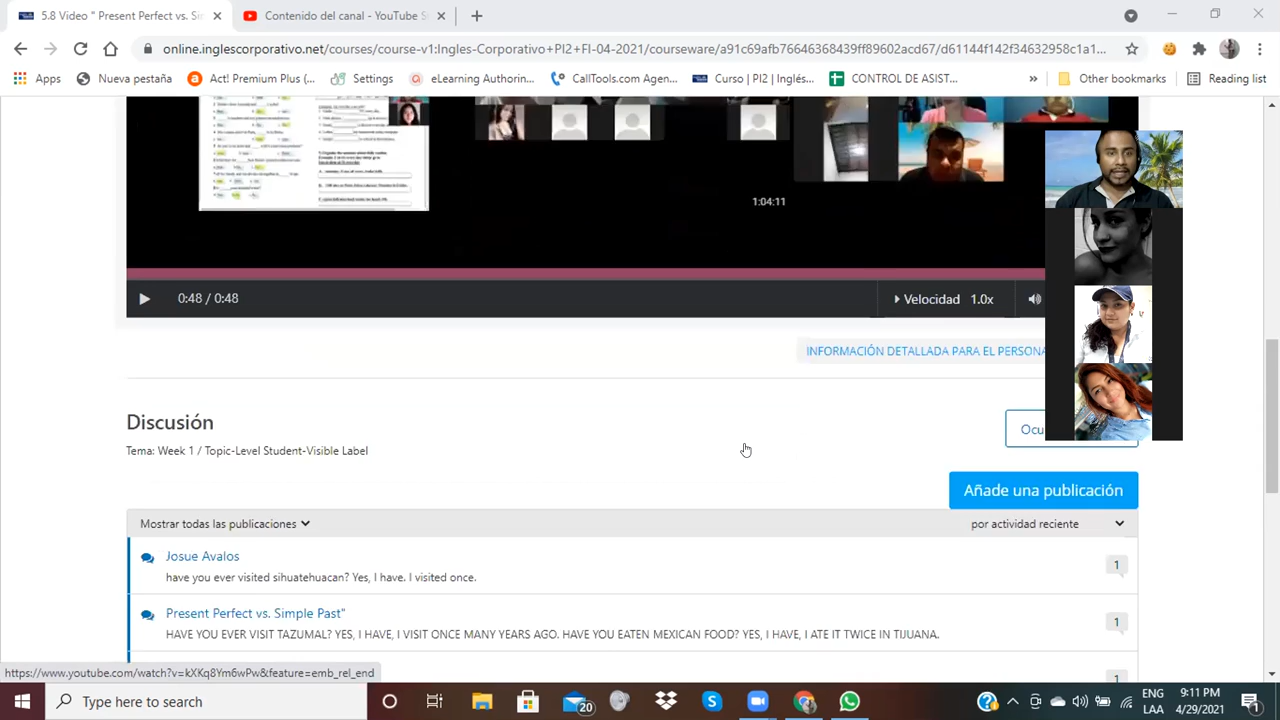 5.8 Video " Present Perfect vs. Sim
Contenido del canal - YouTube St
online.inglescorporativo.net/courses/course-v1:Ingles-Corporativo+PI2+FI-04-2021/courseware/a91c39afb76646368439ff89602acd67/d61144f142f34632958c1a1...
Apps
Nueva pestaña
Act! Premium Plus (...
Settings
eLearning Authorin...
CallTools.com Agen...
Curso | PI2 | Ingles...
CONTROL DE ASIST...
»
Other bookmarks
Reading list
1:04:11
0:48 / 0:48
Velocidad 1.0x
INFORMACIÓN DETALLADA PARA EL PERSONA
Discusión
Ocu
Tema: Week 1 / Topic-Level Student-Visible Label
Añade una publicación
Mostrar todas las publicaciones
por actividad reciente
Josue Avalos
1
have you ever visited sihuatehuacan? Yes, I have. I visited once.
Present Perfect vs. Simple Past"
1
HAVE YOU EVER VISIT TAZUMAL? YES, I HAVE, I VISIT ONCE MANY YEARS AGO. HAVE YOU EATEN MEXICAN FOOD? YES, I HAVE, I ATE IT TWICE IN TIJUANA.
1
https://www.youtube.com/watch?v=kXKq8Ym6wPw&feature=emb_rel_end
Type here to search
20
ENG
LAA
9:11 PM
4/29/2021
1